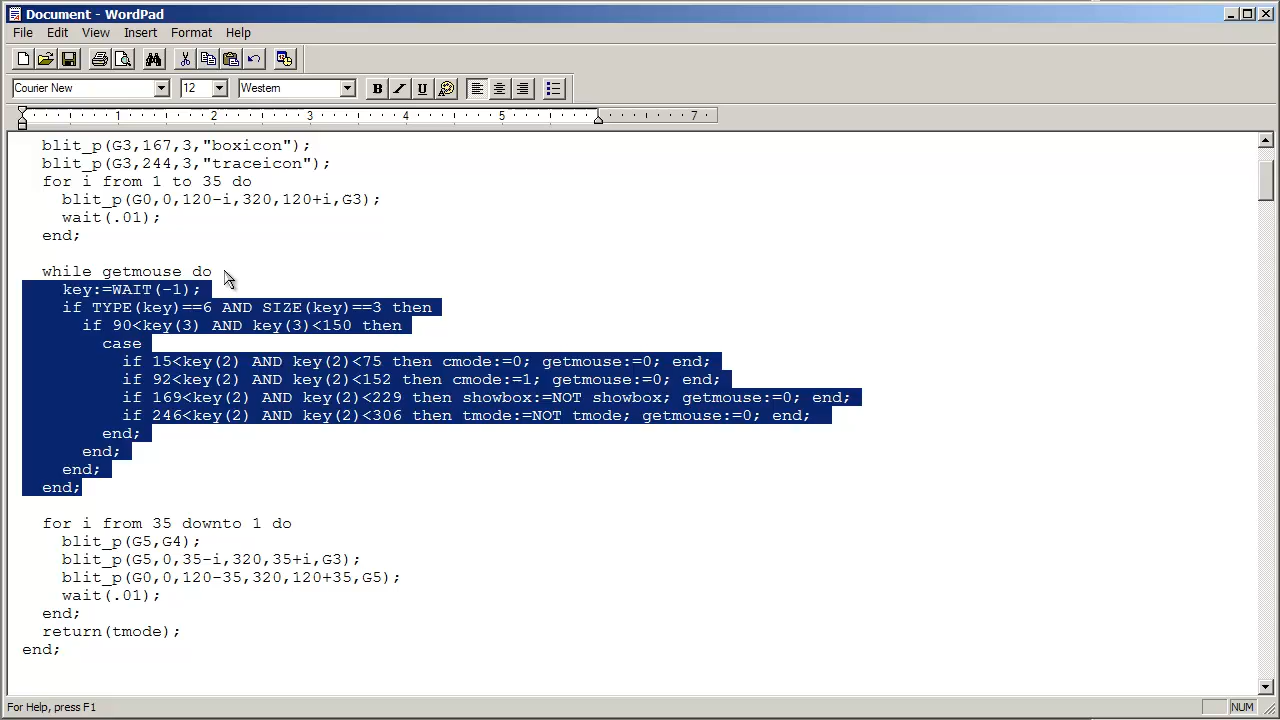 Document - WordPad
File Edit View Insert Format Help
Courier New 12 Western B U
1 2 3 4 5 7
blit_p(G3,167,3,"boxicon");
blit_p(G3,244,3,"traceicon");
for i from 1 to 35 do
blit_p(G0,0,120-i,320,120+i,G3);
wait(.01);
end;
while getmouse do
key:=WAIT(-1);
if TYPE(key)==6 AND SIZE(key)==3 then
if 90<key(3) AND key(3)<150 then
case
if 15<key(2) AND key(2)<75 then cmode:=0; getmouse:=0; end;
if 92<key(2) AND key(2)<152 then cmode:=1; getmouse:=0; end;
if 169<key(2) AND key(2)<229 then showbox:=NOT showbox; getmouse:=0; end;
if 246<key(2) AND key(2)<306 then tmode:=NOT tmode; getmouse:=0; end;
end;
end;
end;
end;
for i from 35 downto 1 do
blit_p(G5,G4);
blit_p(G5,0,35-i,320,35+i,G3);
blit_p(G0,0,120-35,320,120+35,G5);
wait(.01);
end;
return(tmode);
end;
For Help, press F1
NUM